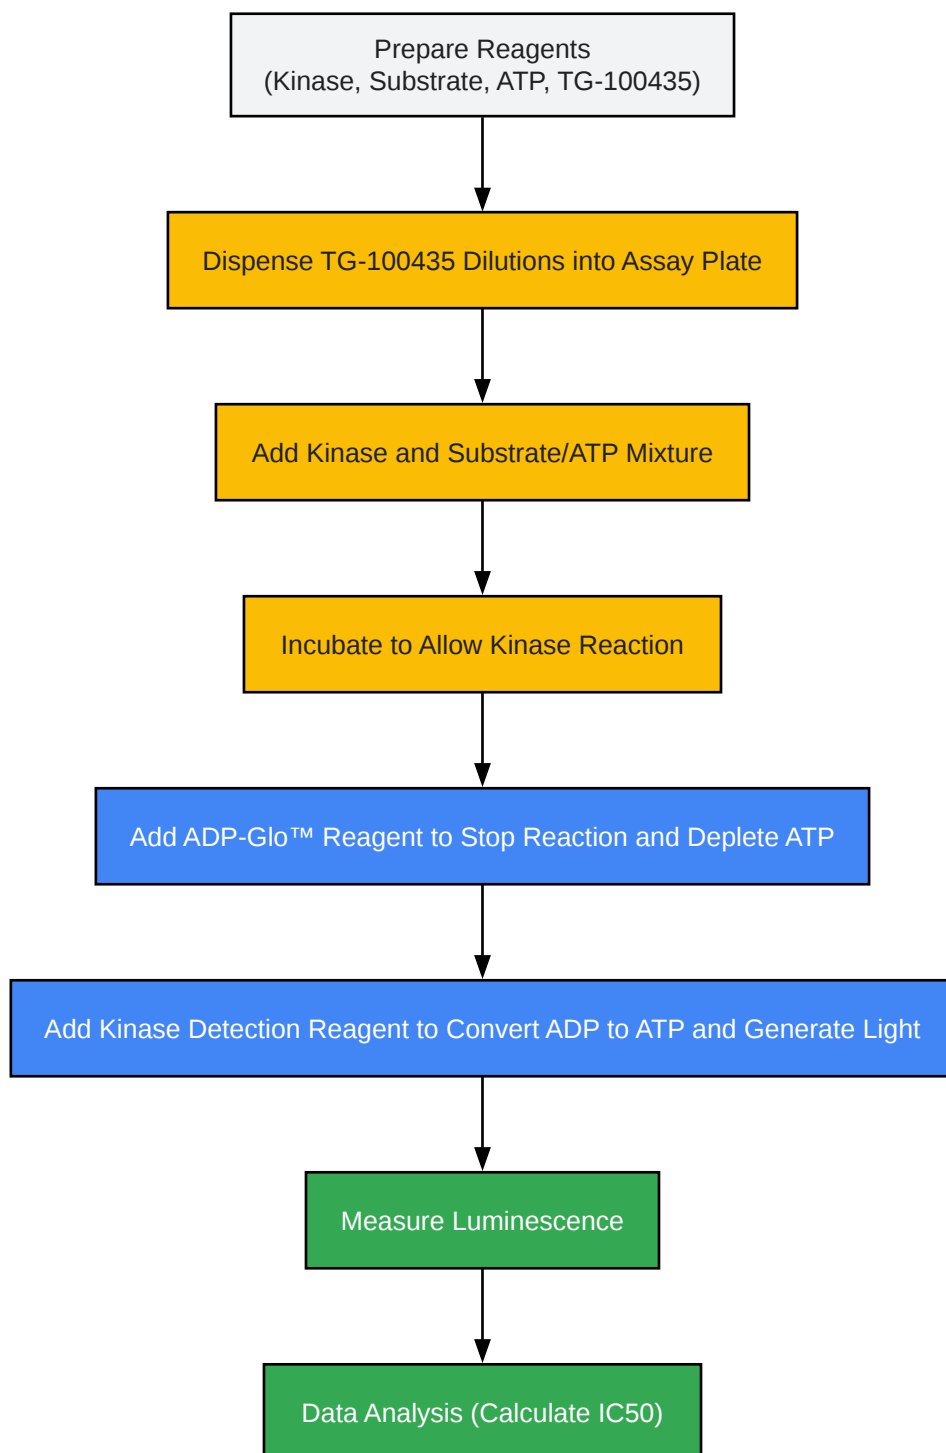 Prepare Reagents
(Kinase, Substrate, ATP, TG-100435)
Dispense TG-100435 Dilutions into Assay Plate
Add Kinase and Substrate/ATP Mixture
Incubate to Allow Kinase Reaction
Add ADP-Glo™ Reagent to Stop Reaction and Deplete ATP
Add Kinase Detection Reagent to Convert ADP to ATP and Generate Light
Measure Luminescence
Data Analysis (Calculate IC50)